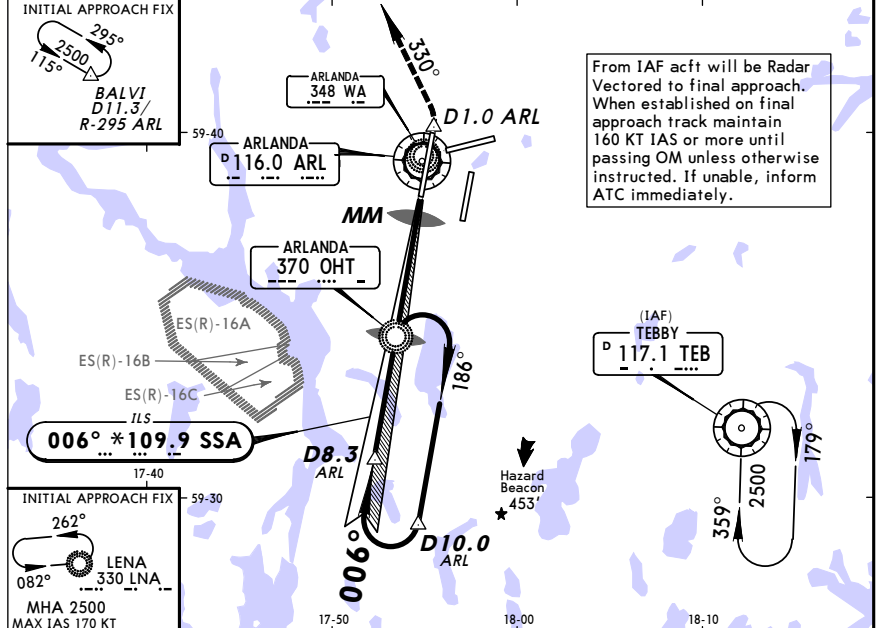 INITIAL APPROACH FIX
295°
2500
115°
BALVI
D11.3/
R-295 ARL
330°
ARLANDA
348 WA
D1.0 ARL
59-40
ARLANDA
D 116.0 ARL
From IAF acft will be Radar
Vectored to final approach.
When established on final
approach track maintain
160 KT IAS or more until
passing OM unless otherwise
instructed. If unable, inform
ATC immediately.
MM
ARLANDA
370 OHT
ES(R)-16A
ES(R)-16B
ES(R)-16C
186°
(IAF)
TEBBY
D 117.1 TEB
ILS
006° *109.9 SSA
17-40
D8.3
ARL
Hazard
Beacon
453'
179°
2500
359°
INITIAL APPROACH FIX
59-30
262°
082°
LENA
330 LNA
MHA 2500
MAX IAS 170 KT
006°
D10.0
ARL
17-50
18-00
18-10